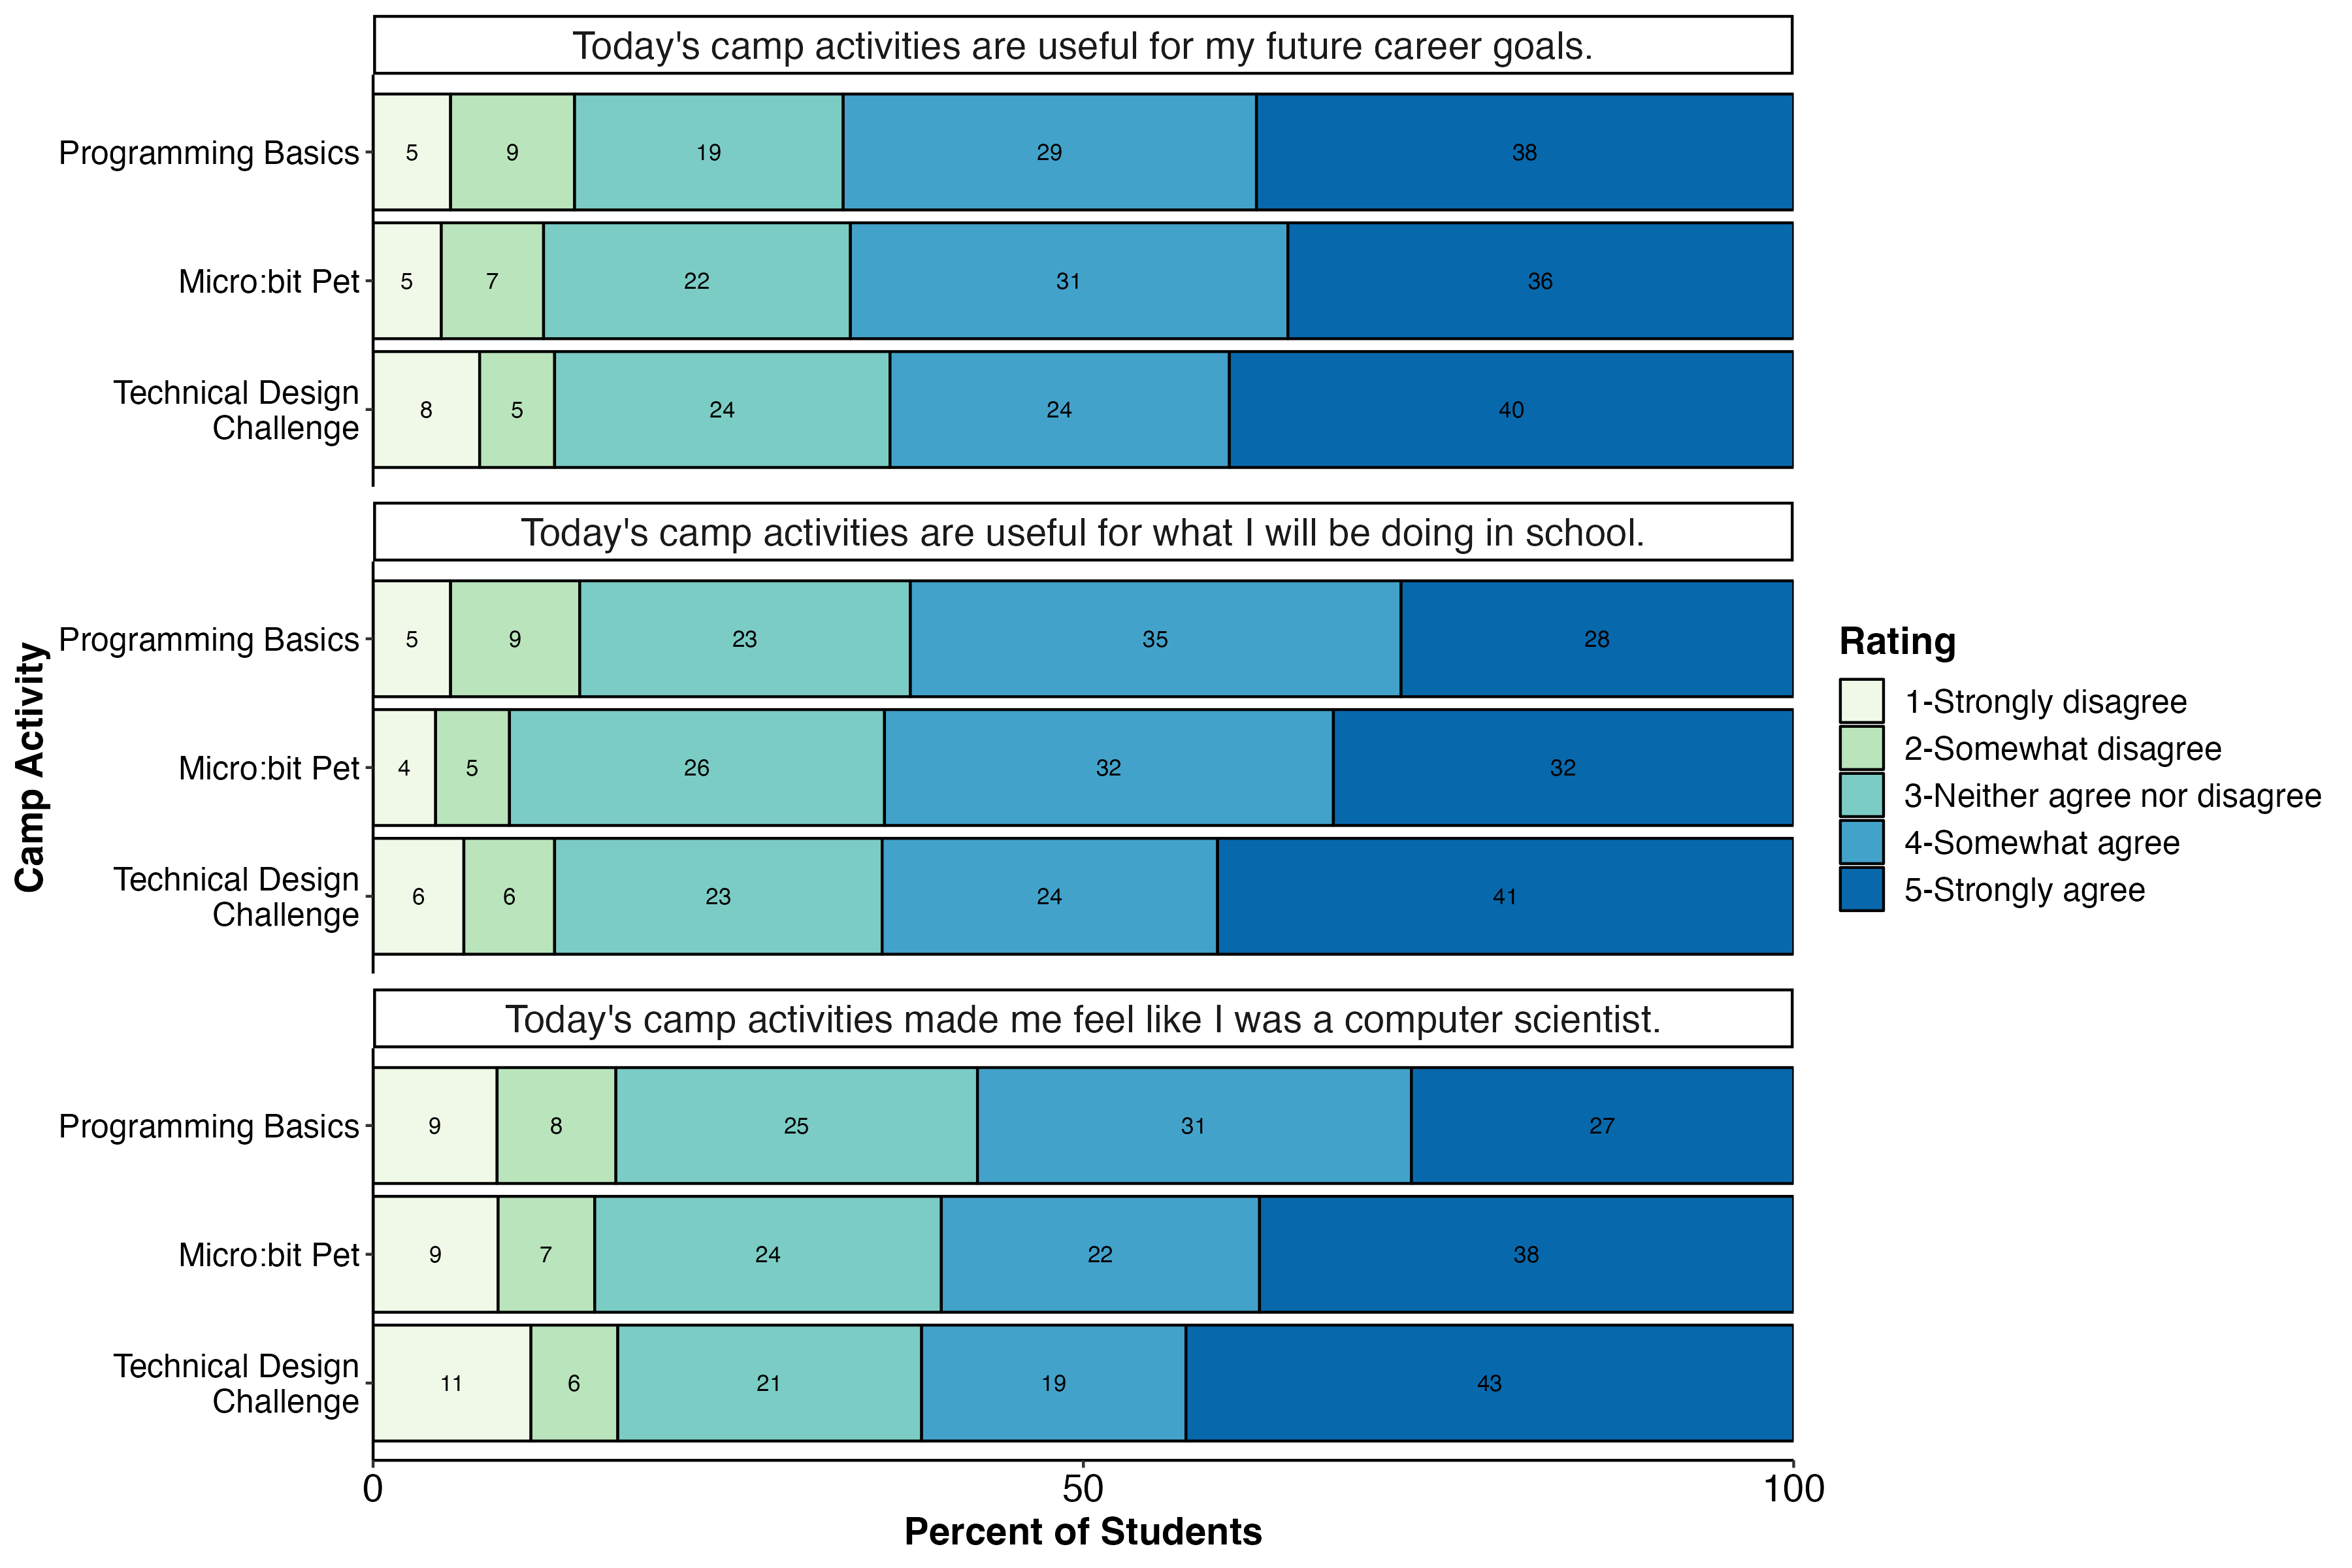 Today's camp activities are useful for my future career goals.
Programming Basics 5 9 19 29 38
Micro:bit Pet 5 7 22 31 36
Technical Design
Challenge
8 5 24 24 40
Today's camp activities are useful for what I will be doing in school.
Programming Basics 5 9 23 35 28
Micro:bit Pet 4 5 26 32 32
Technical Design
Challenge
6 6 23 24 41
Today's camp activities made me feel like I was a computer scientist.
Programming Basics 9 8 25 31 27
Micro:bit Pet 9 7 24 22 38
Technical Design
Challenge
11 6 21 19 43
0 50 100
Percent of Students
Camp Activity
Rating
1-Strongly disagree
2-Somewhat disagree
3-Neither agree nor disagree
4-Somewhat agree
5-Strongly agree